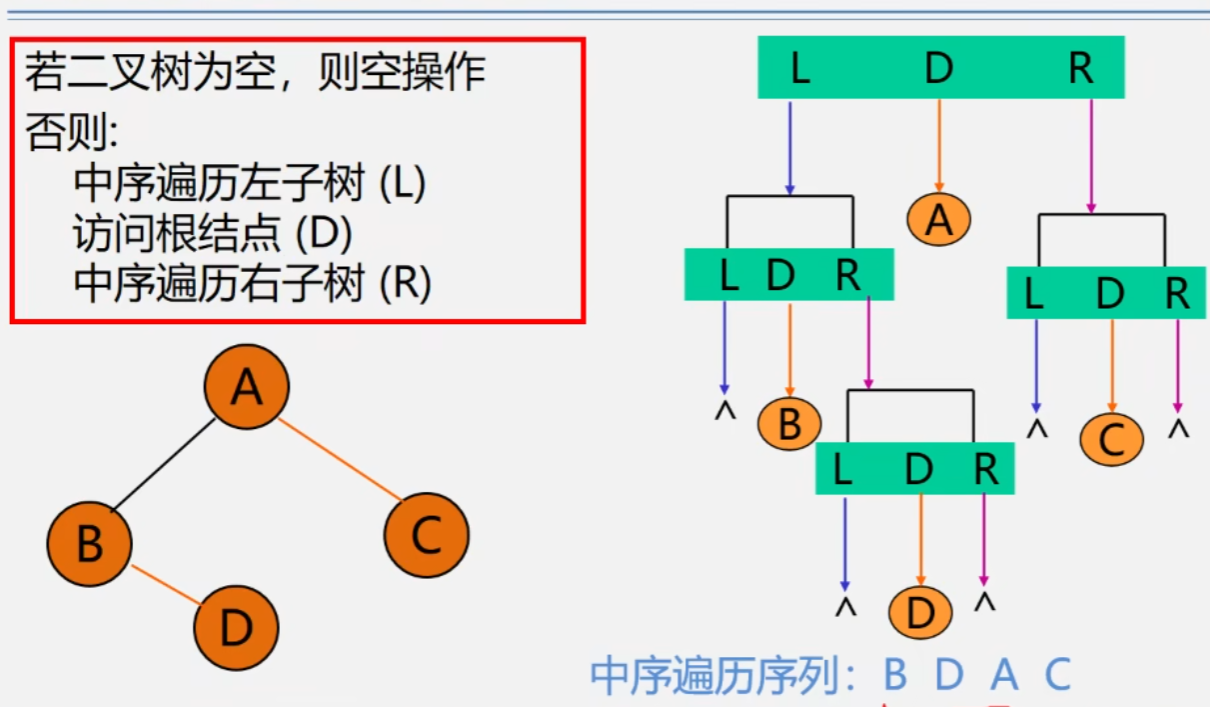 若二叉树为空，则空操作
否则:
中序遍历左子树 (L)
访问根结点 (D)
中序遍历右子树 (R)
L D R
A
L D R
L D R
^ B
^ C ^
L D R
^ D ^
A
B
C
D
中序遍历序列：B D A C